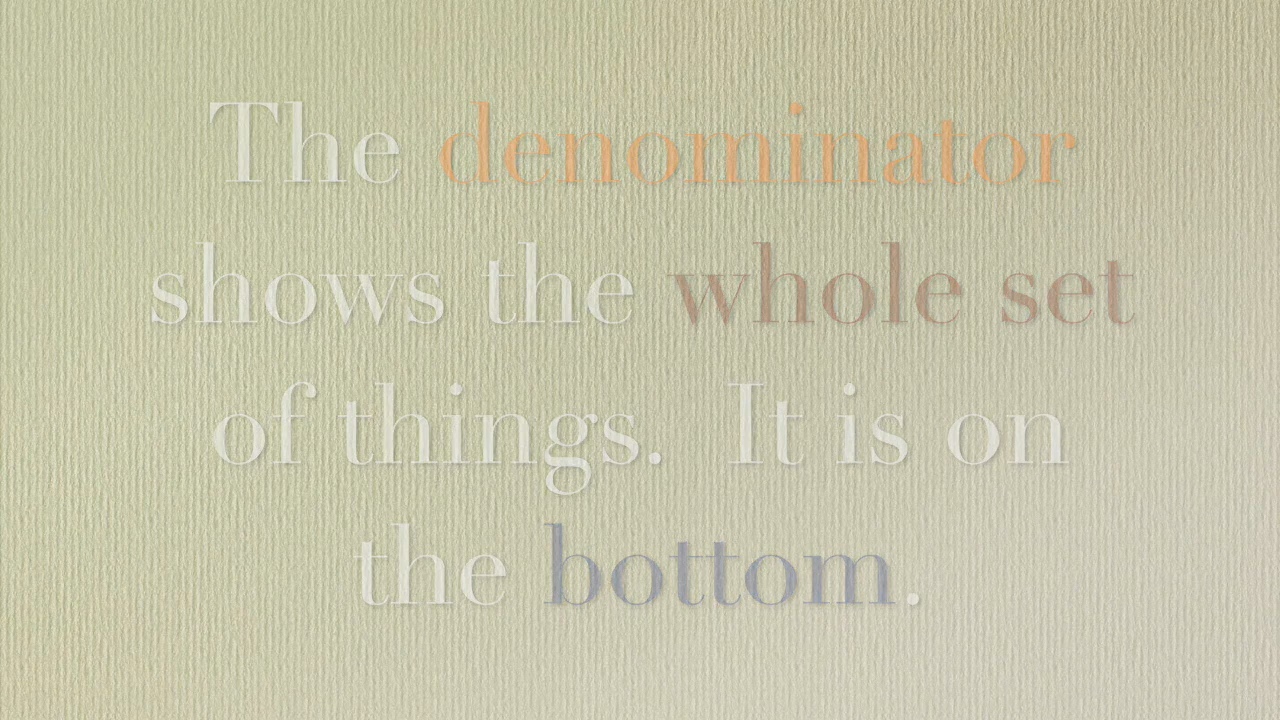 The denominator
shows the whole set
of things.  It is on
the bottom.